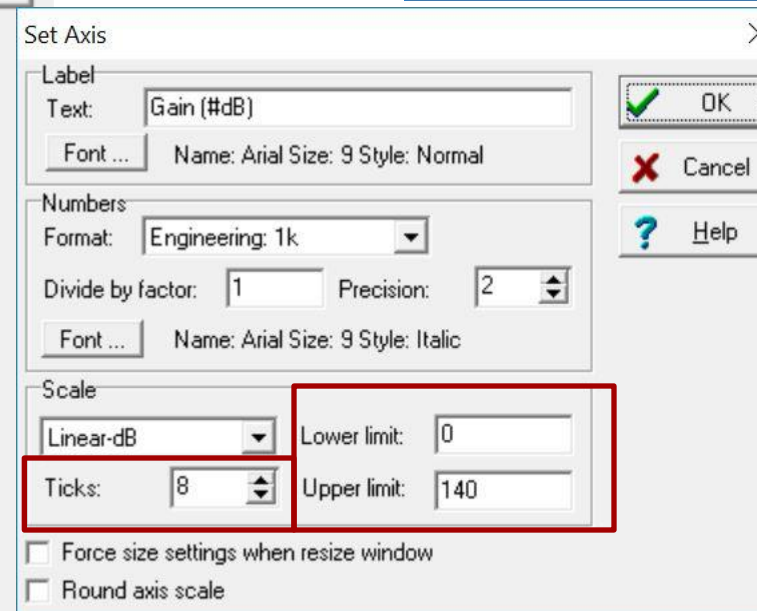 Set Axis
Label
Text: Gain (#dB)
Font ... Name: Arial Size: 9 Style: Normal
OK
Cancel
Help
Numbers
Format: Engineering: 1k
Divide by factor: 1 Precision: 2
Font ... Name: Arial Size: 9 Style: Italic
Scale
Linear-dB Lower limit: 0
Ticks: 8 Upper limit: 140
Force size settings when resize window
Round axis scale